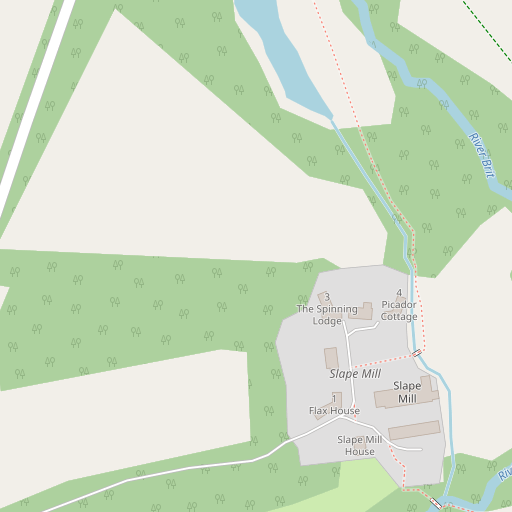 River Brit
3
The Spinning
Lodge
4
Picador
Cottage
Slape Mill
Slape
Mill
1
Flax House
Slape Mill
House
Riv